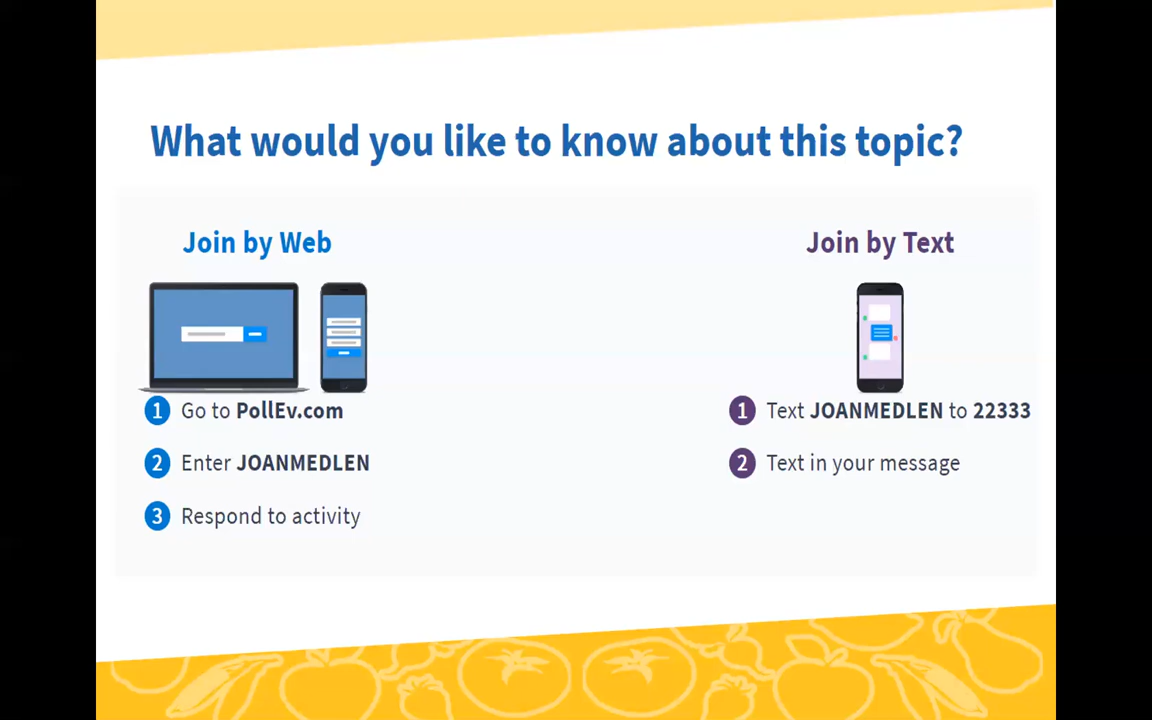 What would you like to know about this topic?
Join by Web
1 Go to PollEv.com
2 Enter JOANMEDLEN
3 Respond to activity
Join by Text
1 Text JOANMEDLEN to 22333
2 Text in your message